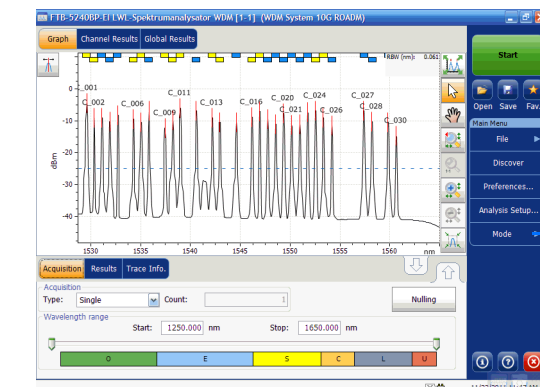 FTB-5240BP-EI LWL-Spektrumanalysator WDM [1-1] (WDM System 10G ROADM)
Graph Channel Results Global Results
Start
RBW (nm): 0.061
Open Save Fav.
Main Menu
File
Discover
Preferences...
Analysis Setup...
Mode
0
-10
-20
-30
-40
dBm
C_001
C_002
C_006
C_009
C_011
C_013
C_016
C_020
C_021
C_024
C_026
C_027
C_028
C_030
1530 1535 1540 1545 1550 1555 1560 nm
Acquisition Results Trace Info.
Acquisition
Type: Single Count: 1 Nulling
Wavelength range
Start: 1250.000 nm Stop: 1650.000 nm
O E S C L U